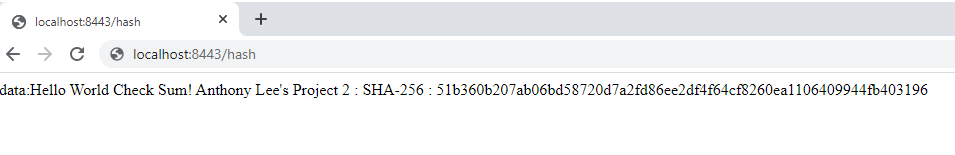 localhost:8443/hash
localhost:8443/hash
data:Hello World Check Sum! Anthony Lee's Project 2 : SHA-256 : 51b360b207ab06bd58720d7a2fd86ee2df4f64cf8260ea1106409944fb403196